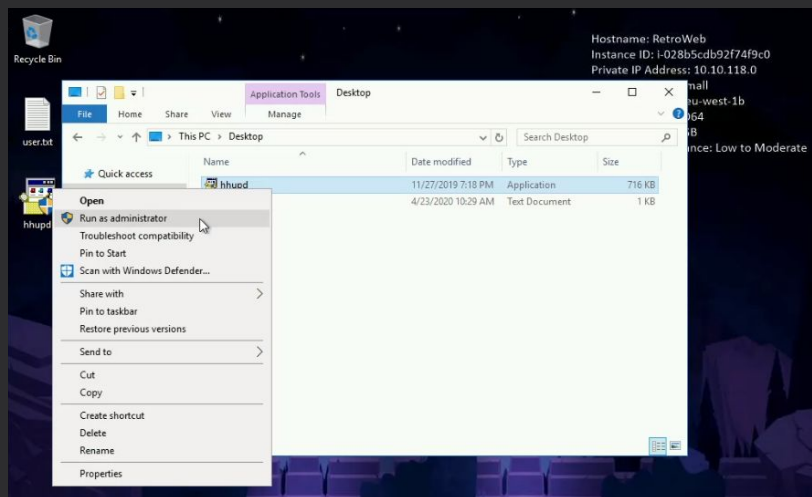 Recycle Bin
user.txt
hhupd
Hostname: RetroWeb
Instance ID: i-028b5cdb92f74f9c0
Private IP Address: 10.10.118.0
mall
eu-west-1b
64
B
nce: Low to Moderate
Application Tools
Desktop
File
Home
Share
View
Manage
This PC > Desktop
Search Desktop
Quick access
Name
Date modified
Type
Size
hhupd
11/27/2019 7:18 PM
Application
716 KB
4/23/2020 10:29 AM
Text Document
1 KB
Open
Run as administrator
Troubleshoot compatibility
Pin to Start
Scan with Windows Defender...
Share with
Pin to taskbar
Restore previous versions
Send to
Cut
Copy
Create shortcut
Delete
Rename
Properties